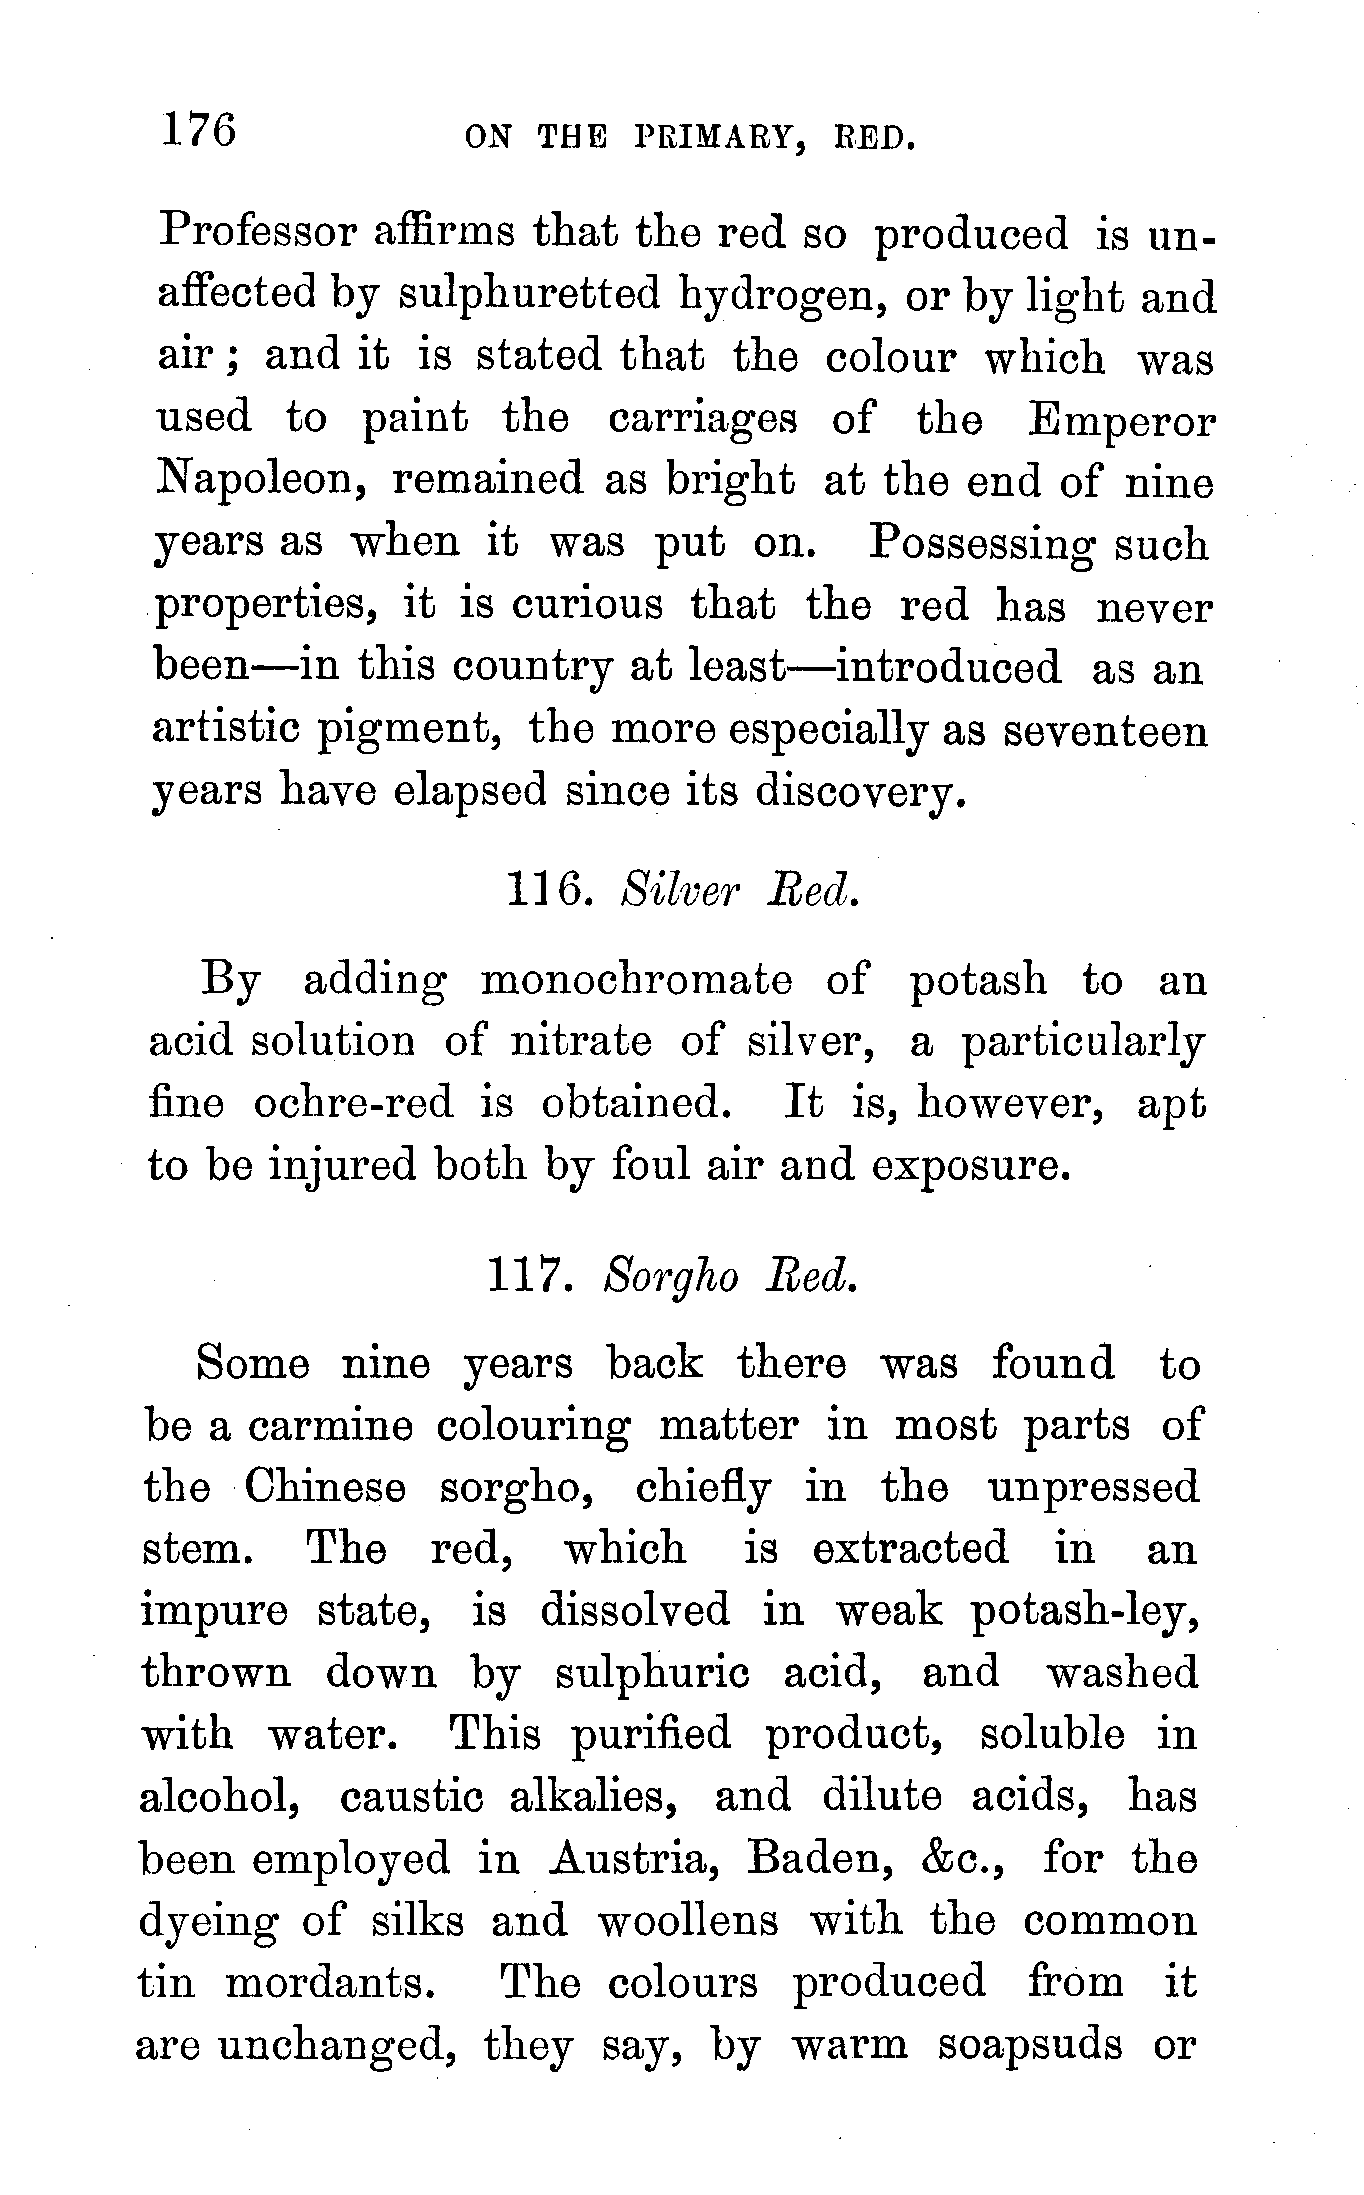 176 ON THE PRIMARY, RED.
Professor affirms that the red so produced is un-
affected by sulphuretted hydrogen, or by light and
air ; and it is stated that the colour which was
used to paint the carriages of the Emperor
Napoleon, remained as bright at the end of nine
years as when it was put on. Possessing such
properties, it is curious that the red has never
been—in this country at least—introduced as an
artistic pigment, the more especially as seventeen
years have elapsed since its discovery.
116. Silver Red.
By adding monochromate of potash to an
acid solution of nitrate of silver, a particularly
fine ochre-red is obtained. It is, however, apt
to be injured both by foul air and exposure.
117. Sorgho Red.
Some nine years back there was found to
be a carmine colouring matter in most parts of
the Chinese sorgho, chiefly in the unpressed
stem. The red, which is extracted in an
impure state, is dissolved in weak potash-ley,
thrown down by sulphuric acid, and washed
with water. This purified product, soluble in
alcohol, caustic alkalies, and dilute acids, has
been employed in Austria, Baden, &c., for the
dyeing of silks and woollens with the common
tin mordants. The colours produced from it
are unchanged, they say, by warm soapsuds or